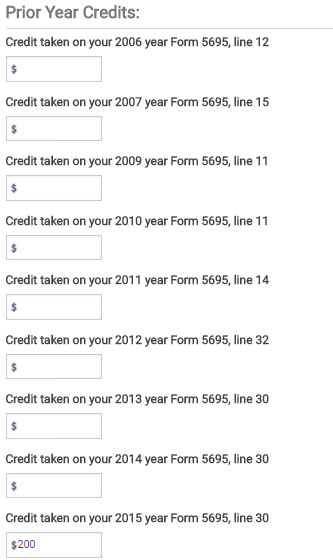 Prior Year Credits:
Credit taken on your 2006 year Form 5695, line 12
$
Credit taken on your 2007 year Form 5695, line 15
$
Credit taken on your 2009 year Form 5695, line 11
$
Credit taken on your 2010 year Form 5695, line 11
$
Credit taken on your 2011 year Form 5695, line 14
$
Credit taken on your 2012 year Form 5695, line 32
$
Credit taken on your 2013 year Form 5695, line 30
$
Credit taken on your 2014 year Form 5695, line 30
$
Credit taken on your 2015 year Form 5695, line 30
$200